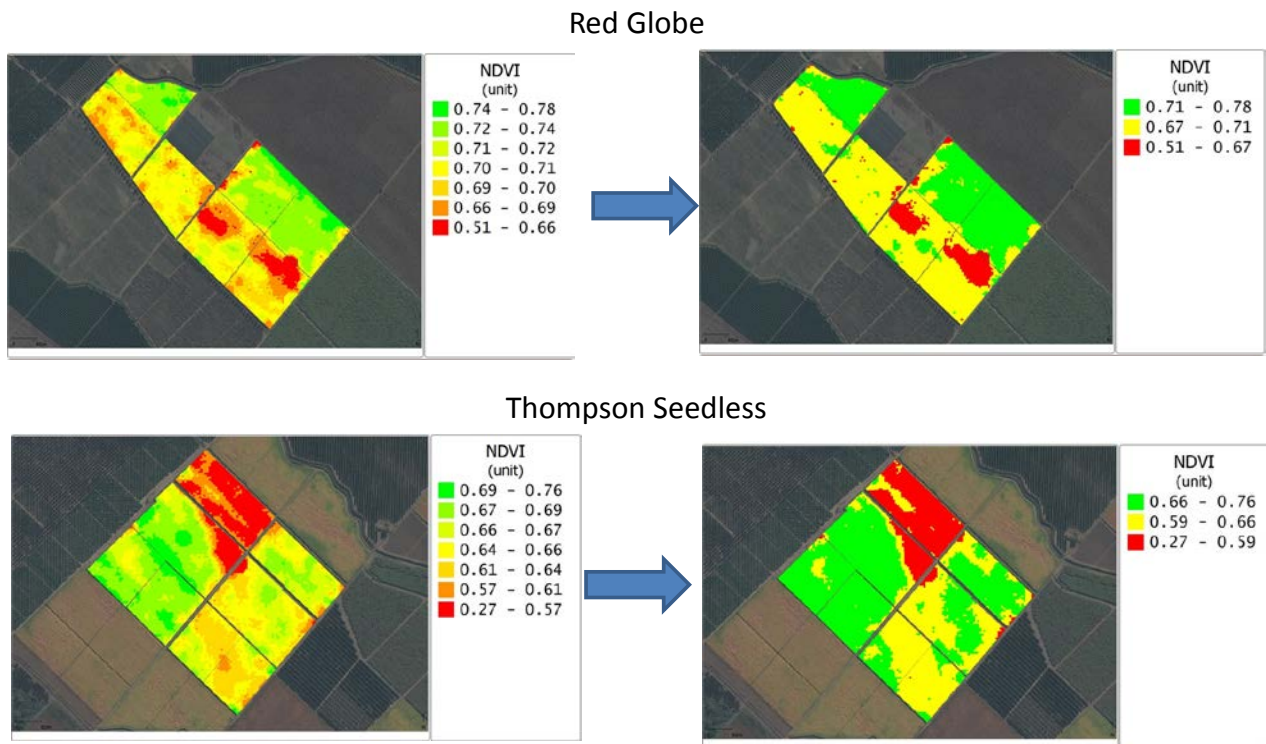 Red Globe
NDVI
(unit)
0.74 - 0.78
0.72 - 0.74
0.71 - 0.72
0.70 - 0.71
0.69 - 0.70
0.66 - 0.69
0.51 - 0.66
NDVI
(unit)
0.71 - 0.78
0.67 - 0.71
0.51 - 0.67
Thompson Seedless
NDVI
(unit)
0.69 - 0.76
0.67 - 0.69
0.66 - 0.67
0.64 - 0.66
0.61 - 0.64
0.57 - 0.61
0.27 - 0.57
NDVI
(unit)
0.66 - 0.76
0.59 - 0.66
0.27 - 0.59